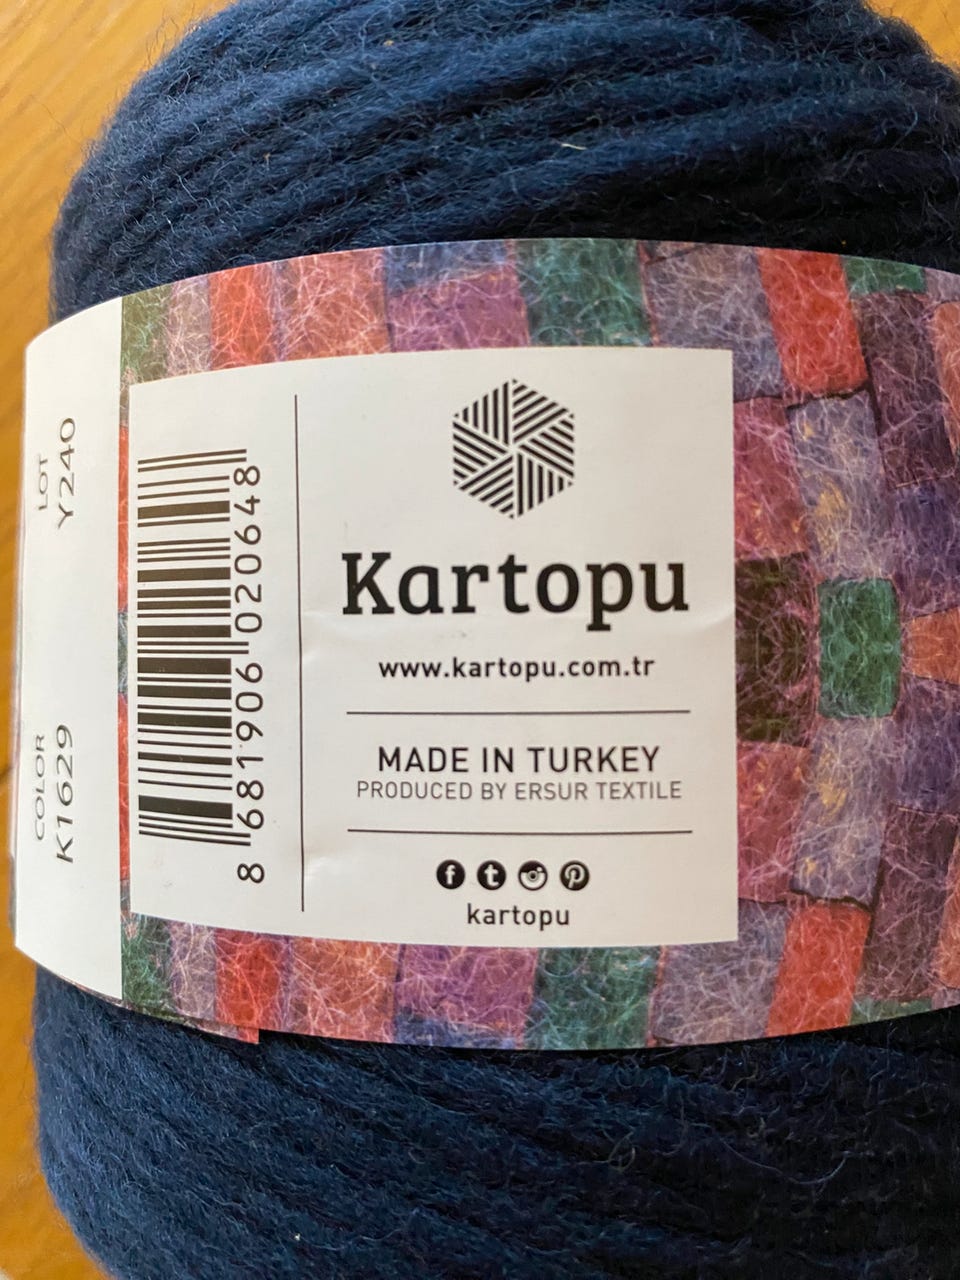 LOT
Y240
COLOR
K1629
8 681906 020648
Kartopu
www.kartopu.com.tr
MADE IN TURKEY
PRODUCED BY ERSUR TEXTILE
kartopu